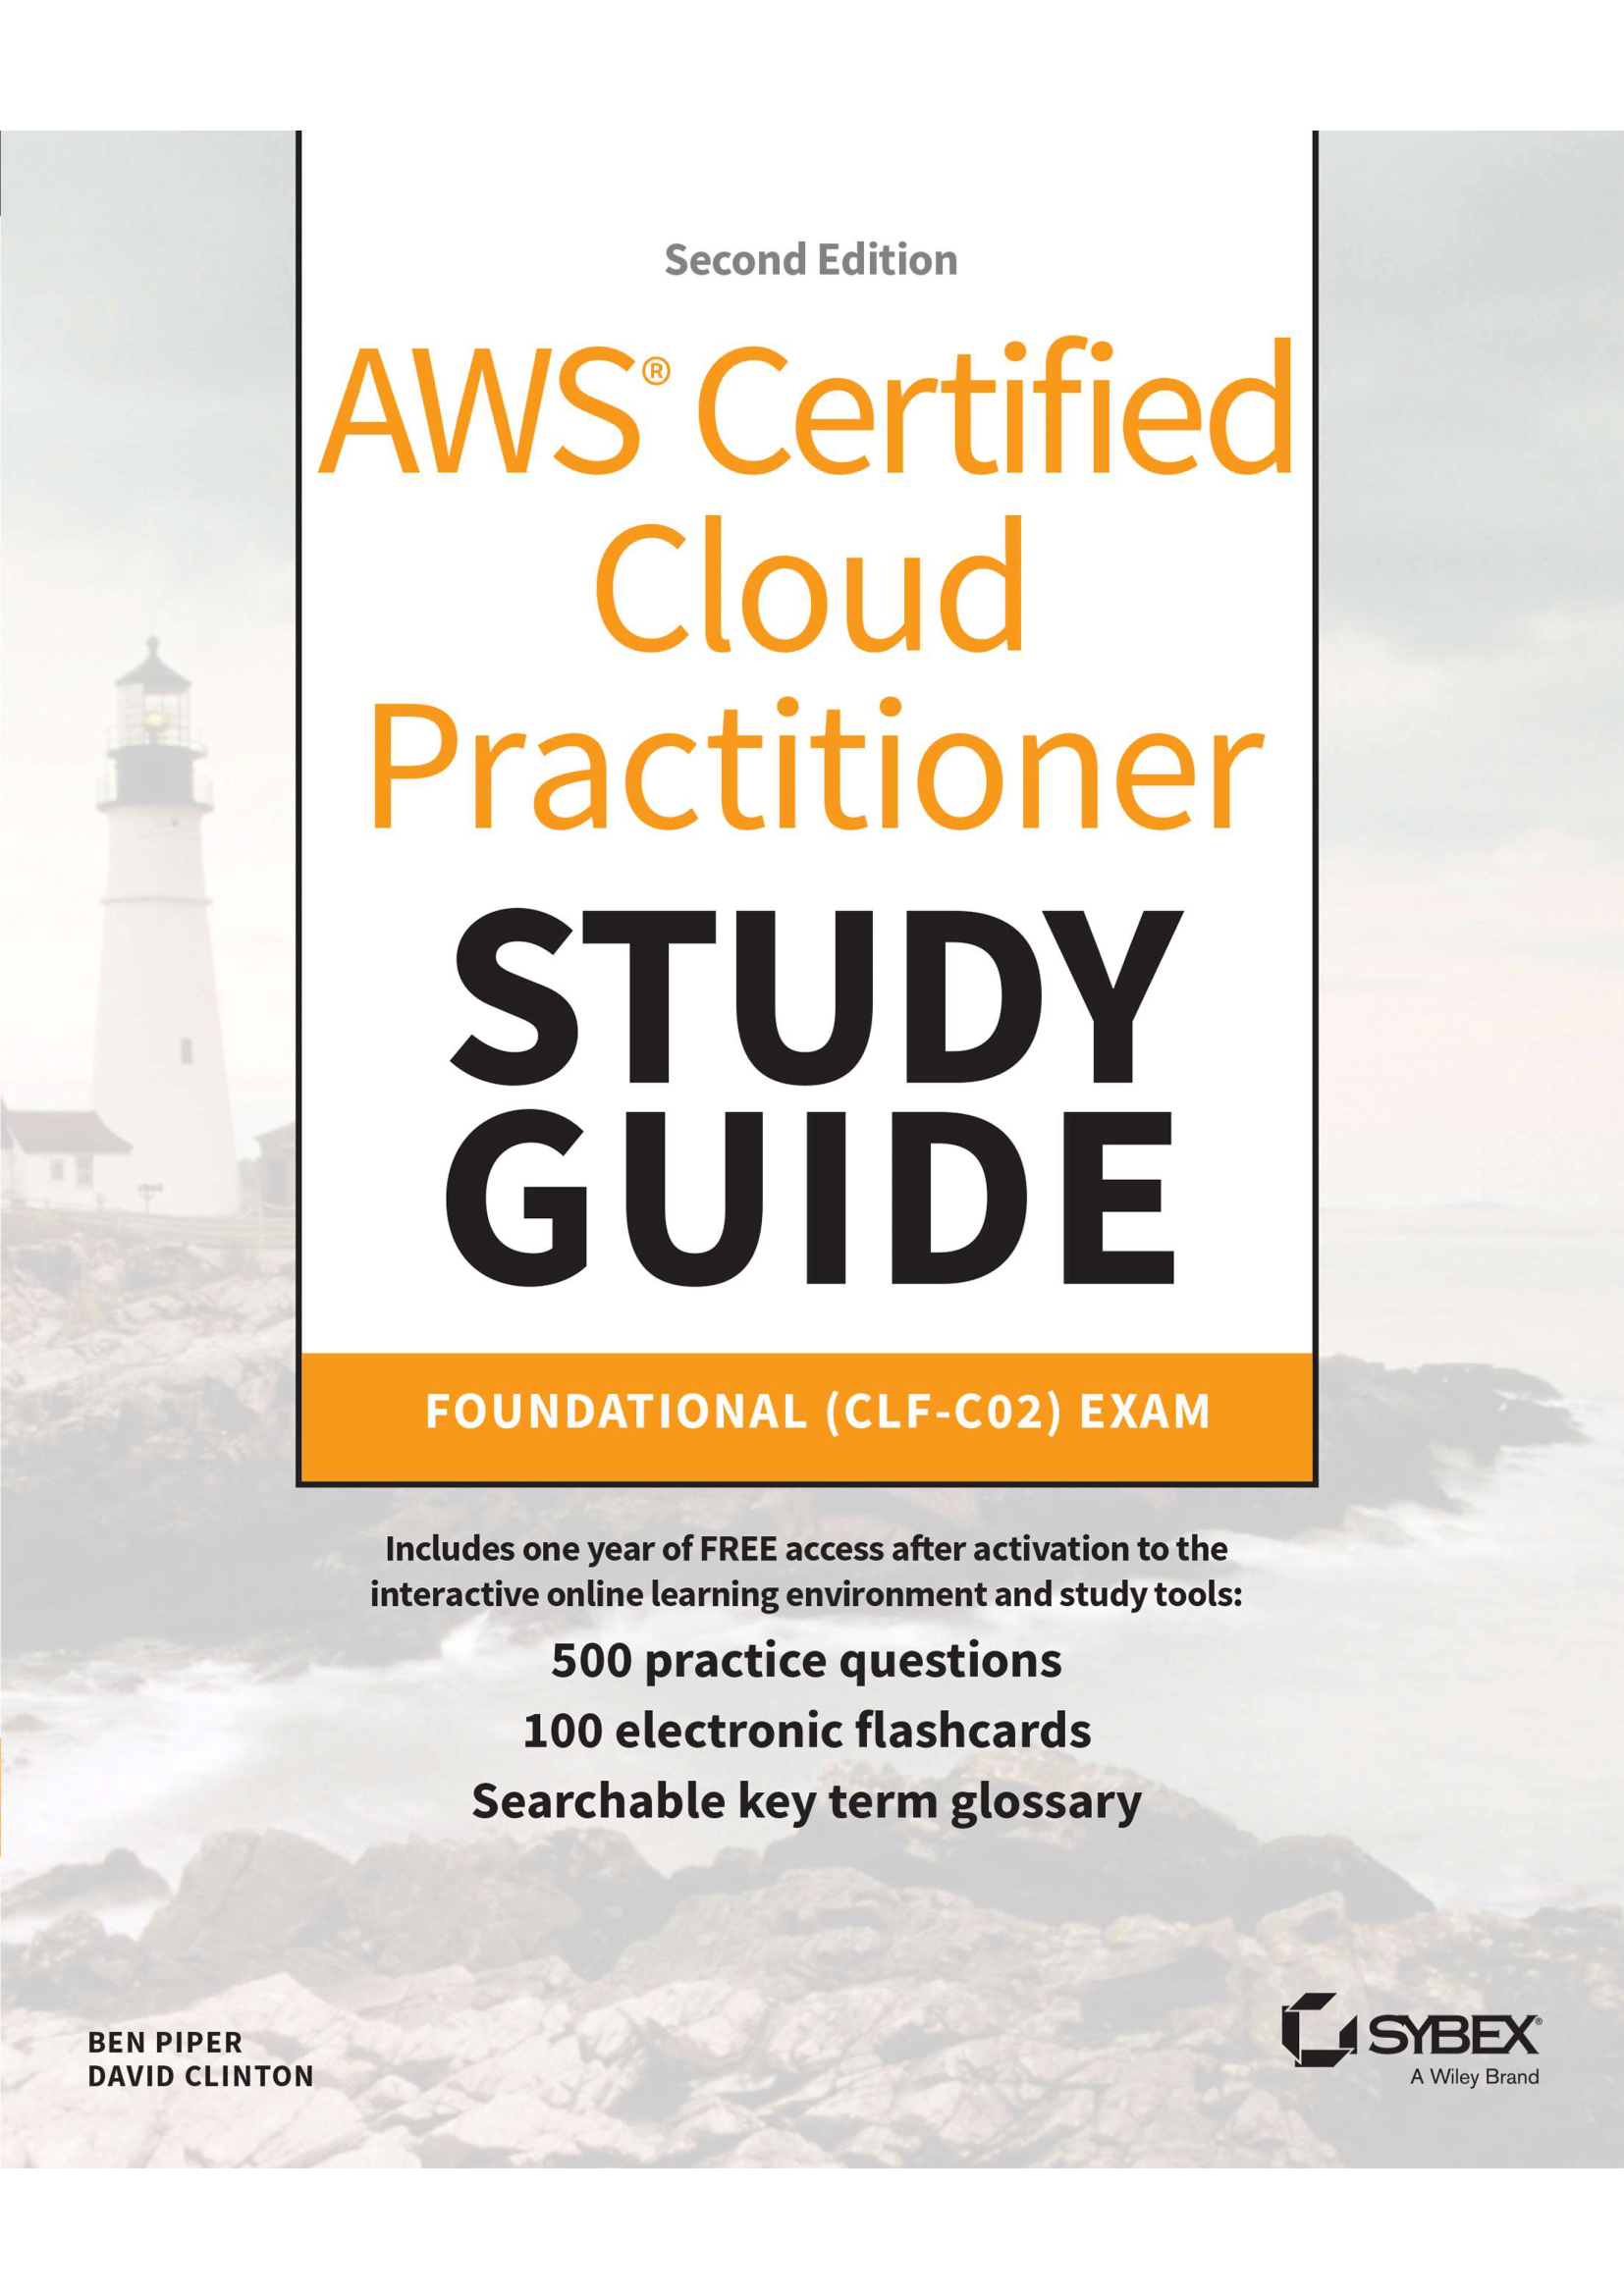 Second Edition
AWS® Certified
Cloud
Practitioner
STUDY
GUIDE
FOUNDATIONAL (CLF-C02) EXAM
Includes one year of FREE access after activation to the
interactive online learning environment and study tools:
500 practice questions
100 electronic flashcards
Searchable key term glossary
BEN PIPER
DAVID CLINTON
SYBEX®
A Wiley Brand